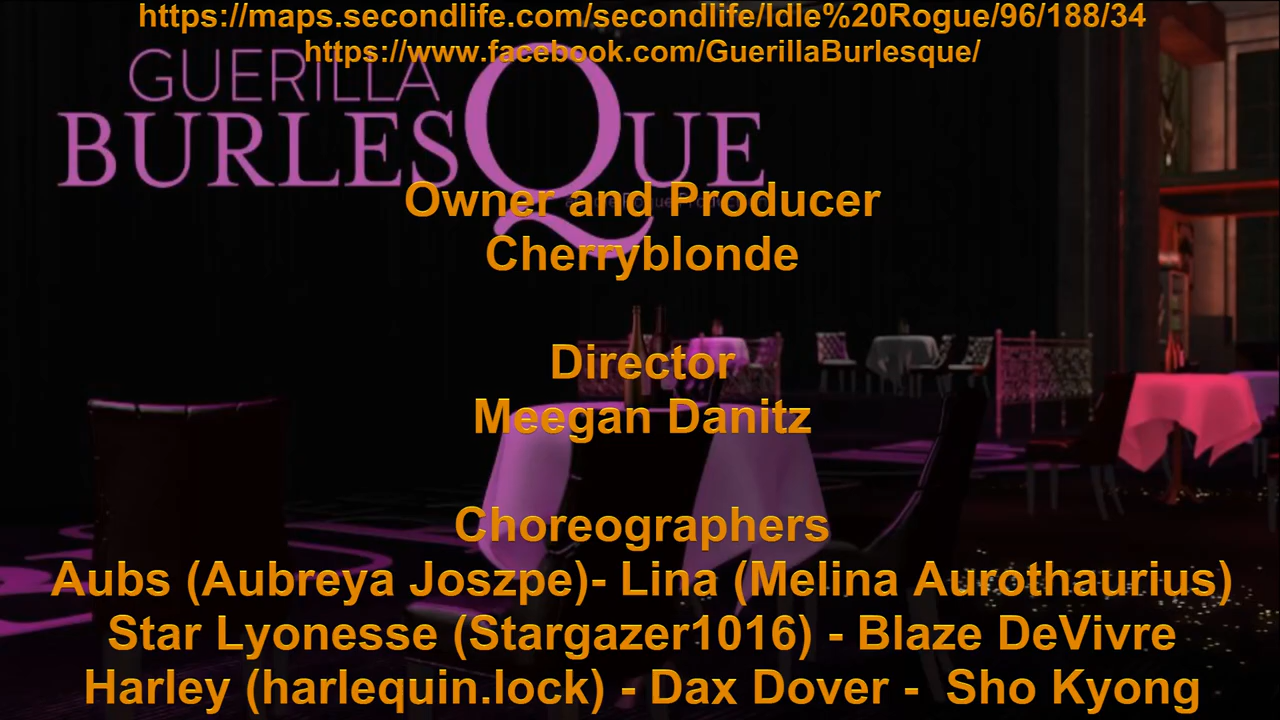 https://maps.secondlife.com/secondlife/Idle%20Rogue/96/188/34
https://www.facebook.com/GuerillaBurlesque/
GUERILLA
BURLESQUE
Owner and Producer
Cherryblonde
Director
Meegan Danitz
Choreographers
Aubs (Aubreya Joszpe)- Lina (Melina Aurothaurius)
Star Lyonesse (Stargazer1016) - Blaze DeVivre
Harley (harlequin.lock) - Dax Dover - Sho Kyong